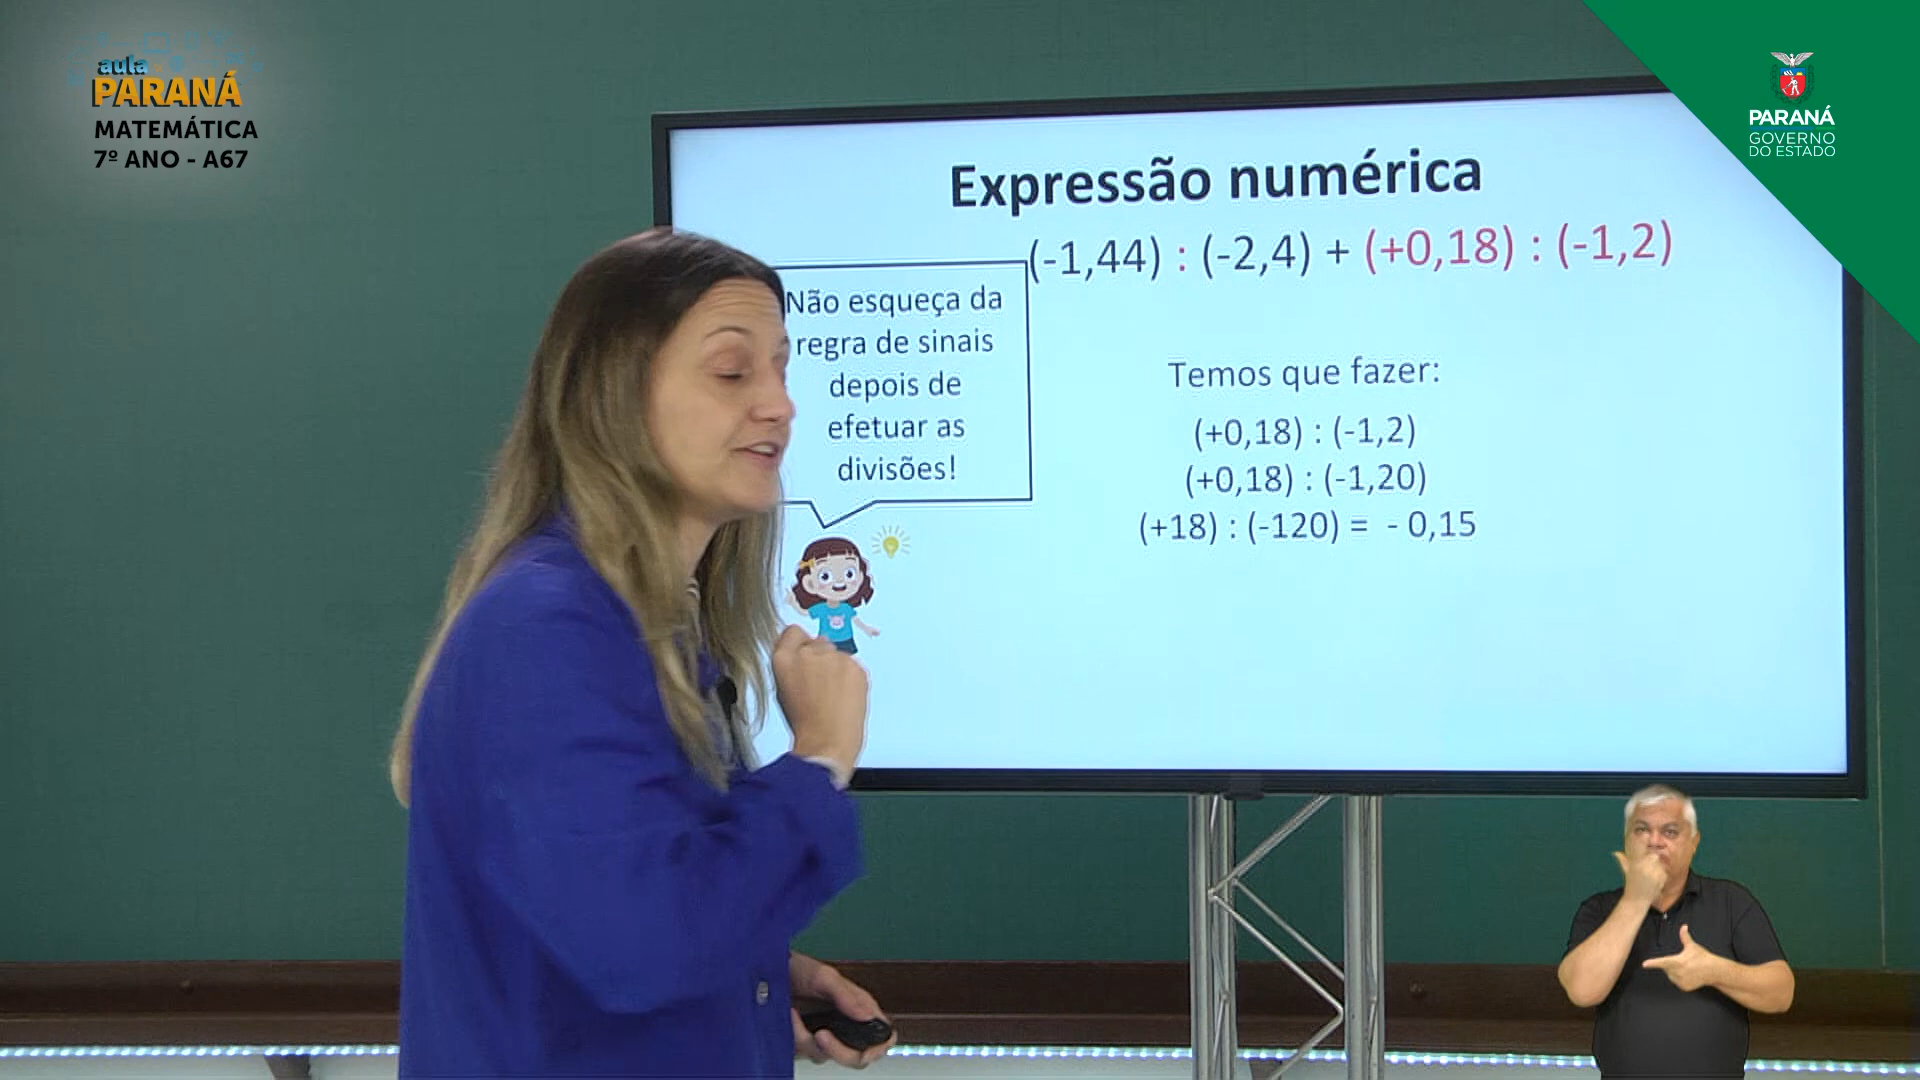 aula
PARANÁ
MATEMÁTICA
7º ANO - A67
PARANÁ
GOVERNO
DO ESTADO
Expressão numérica
(-1,44) : (-2,4) + (+0,18) : (-1,2)
Não esqueça da
regra de sinais
depois de
efetuar as
divisões!
Temos que fazer:
(+0,18) : (-1,2)
(+0,18) : (-1,20)
(+18) : (-120) = - 0,15